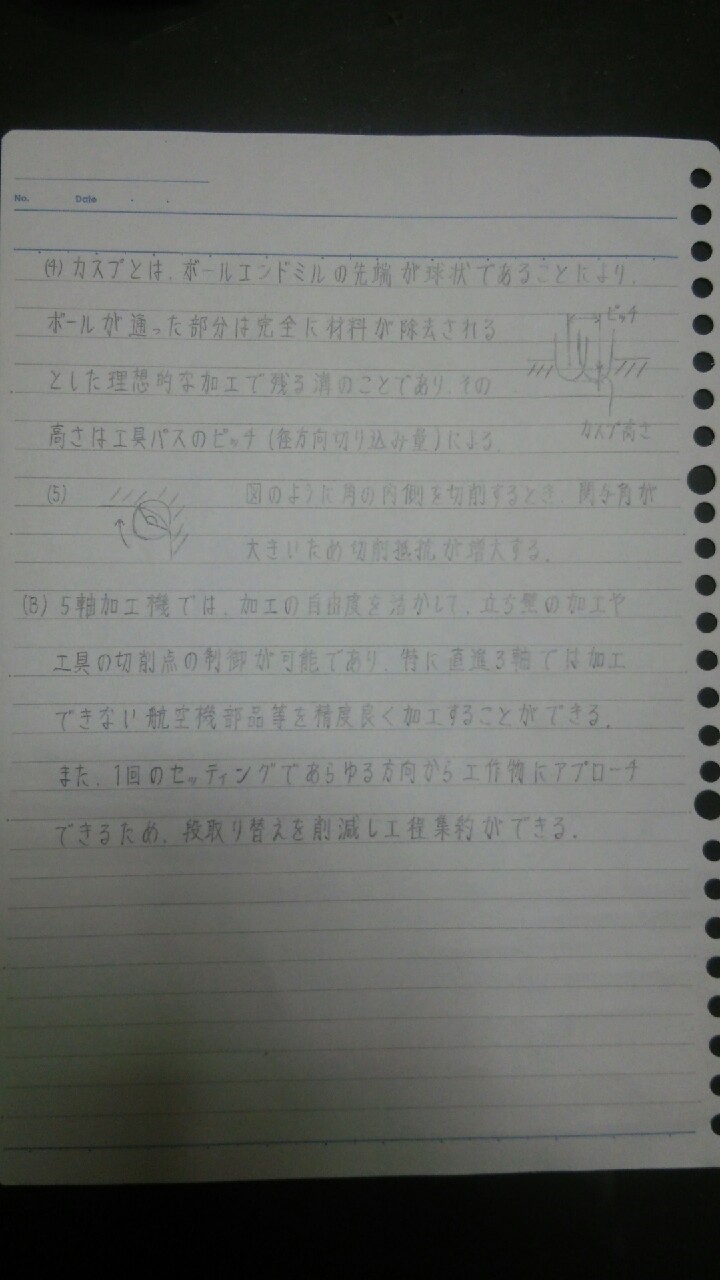 No. Date
(4) カスプとは、ボールエンドミルの先端が球状であることにより、
ボールが通った部分は完全に材料が除去される
ピッチ
とした理想的な加工で残る溝のことであり、その
高さは工具パスのピッチ(径方向切り込み量)による。
カスプ高さ
(5) 図のように角の内側を切削するとき、関与角が
大きいため切削抵抗が増大する。
(B) 5軸加工機では、加工の自由度を活かして、立ち壁の加工や
工具の切削点の制御が可能であり、特に直進3軸では加工
できない航空機部品等を精度良く加工することができる。
また、1回のセッティングであらゆる方向から工作物にアプローチ
できるため、段取り替えを削減し工程集約ができる。